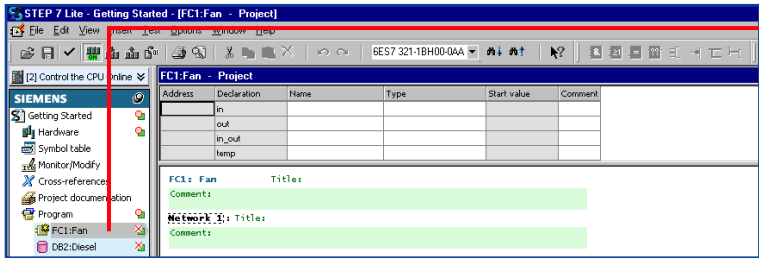 STEP 7 Lite - Getting Started - [FC1:Fan - Project]
File Edit View Insert Test Options Window Help
6ES7 321-1BH00-0AA
[2] Control the CPU Online
FC1:Fan - Project
SIEMENS
Address Declaration Name Type Start value Comment
in
out
in_out
temp
Getting Started
Hardware
Symbol table
Monitor/Modify
Cross-references
Project documentation
Program
FC1:Fan
DB2:Diesel
FC1: Fan Title:
Comment:
Network 1: Title:
Comment: